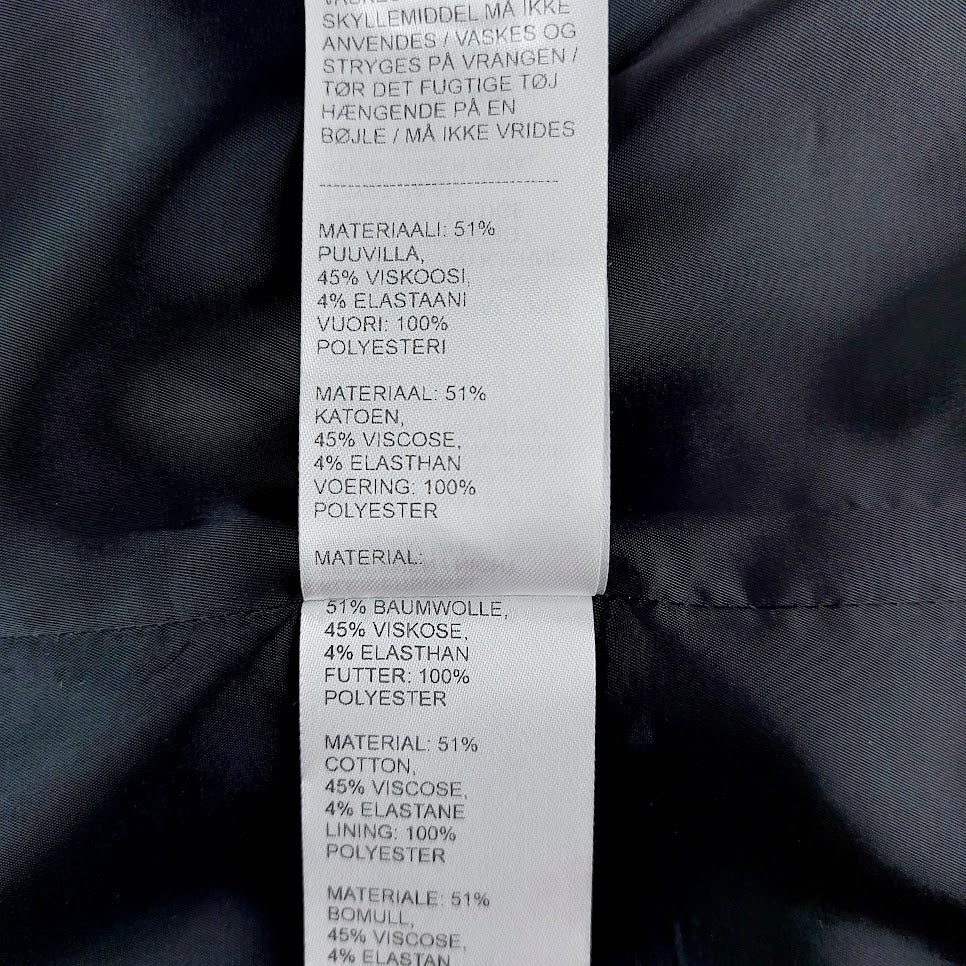 SKYLLEMIDDEL MÅ IKKE
ANVENDES / VASKES OG
STRYGES PÅ VRANGEN /
TØR DET FUGTIGE TØJ
HÆNGENDE PÅ EN
BØJLE / MÅ IKKE VRIDES
MATERIAALI: 51%
PUUVILLA,
45% VISKOOSI,
4% ELASTAANI
VUORI: 100%
POLYESTERI
MATERIAAL: 51%
KATOEN,
45% VISCOSE,
4% ELASTHAN
VOERING: 100%
POLYESTER
MATERIAL:
51% BAUMWOLLE,
45% VISKOSE,
4% ELASTHAN
FUTTER: 100%
POLYESTER
MATERIAL: 51%
COTTON,
45% VISCOSE,
4% ELASTANE
LINING: 100%
POLYESTER
MATERIALE: 51%
BOMULL,
45% VISCOSE,
4% ELASTAN